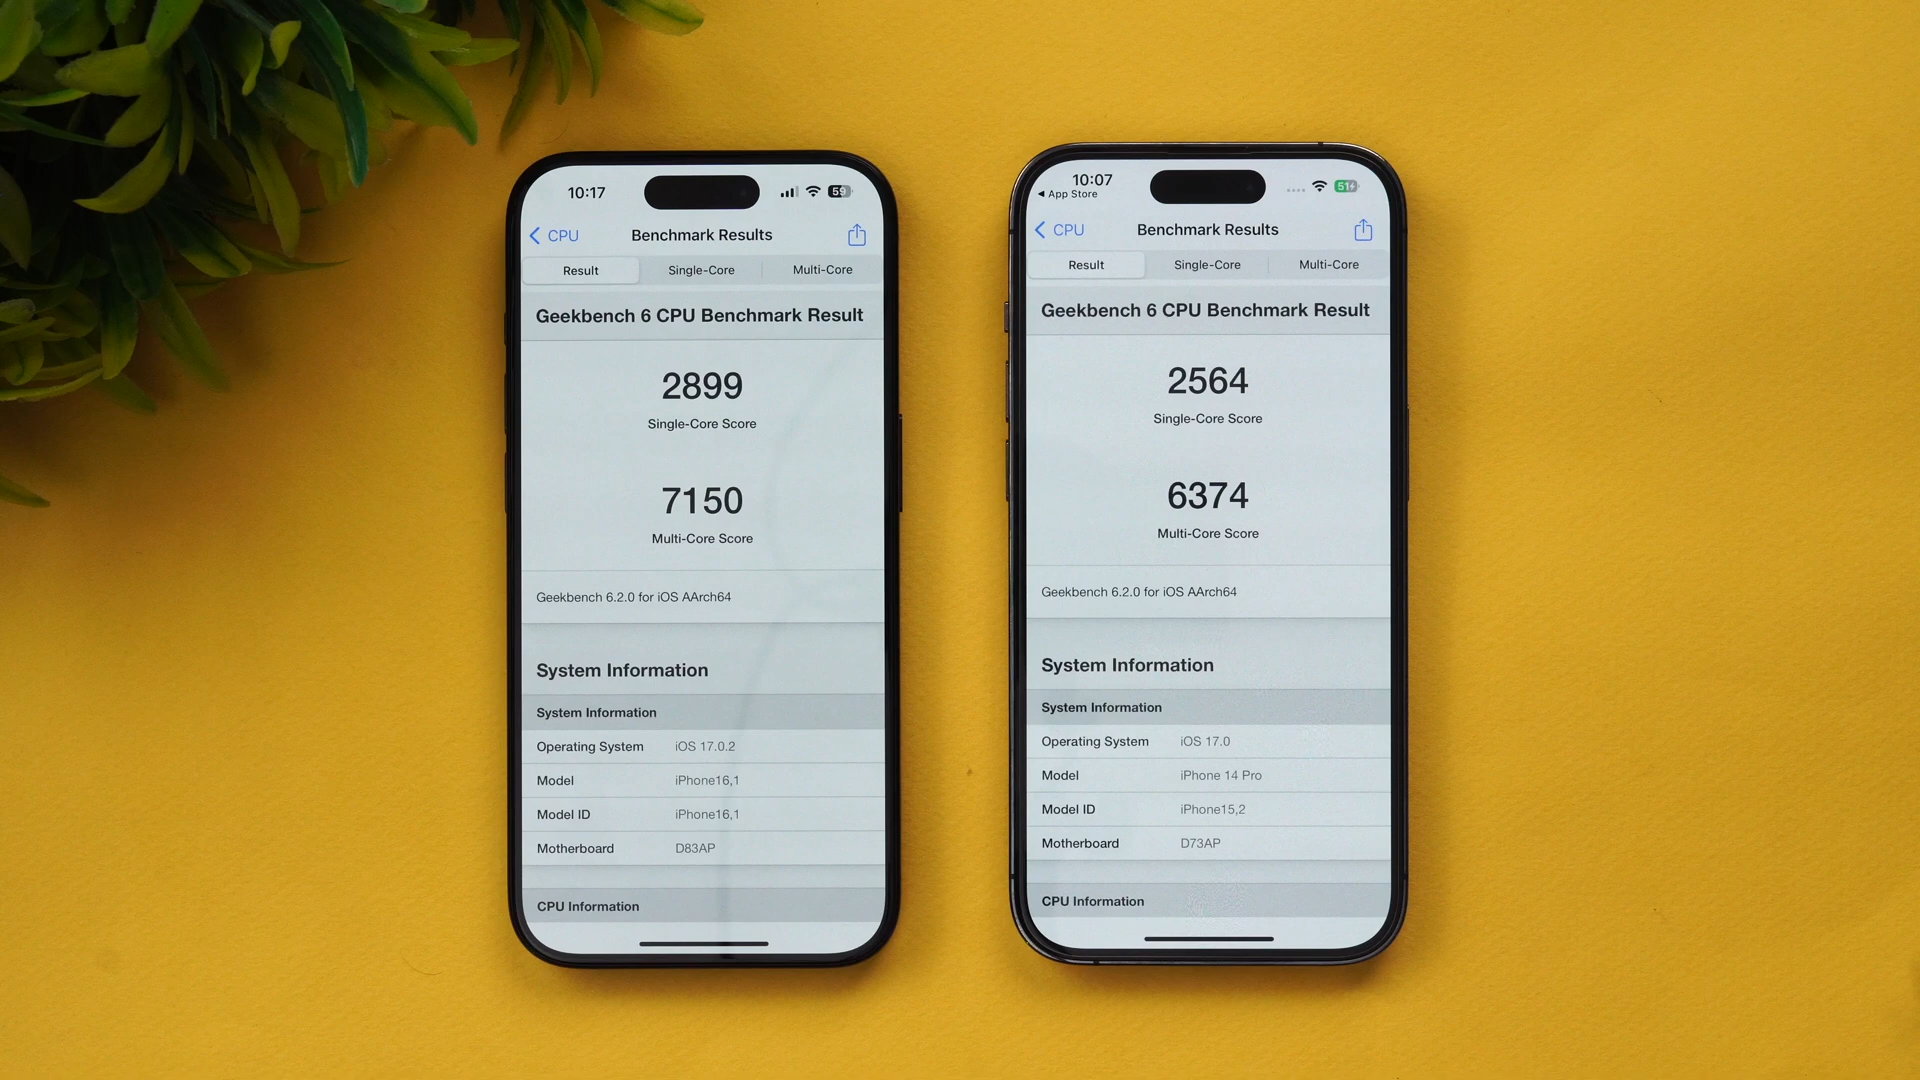 10:17
59
CPU
Benchmark Results
Result
Single-Core
Multi-Core
Geekbench 6 CPU Benchmark Result
2899
Single-Core Score
7150
Multi-Core Score
Geekbench 6.2.0 for iOS AArch64
System Information
System Information
Operating System iOS 17.0.2
Model iPhone16,1
Model ID iPhone16,1
Motherboard D83AP
CPU Information
10:07
51
App Store
CPU
Benchmark Results
Result
Single-Core
Multi-Core
Geekbench 6 CPU Benchmark Result
2564
Single-Core Score
6374
Multi-Core Score
Geekbench 6.2.0 for iOS AArch64
System Information
System Information
Operating System iOS 17.0
Model iPhone 14 Pro
Model ID iPhone15,2
Motherboard D73AP
CPU Information